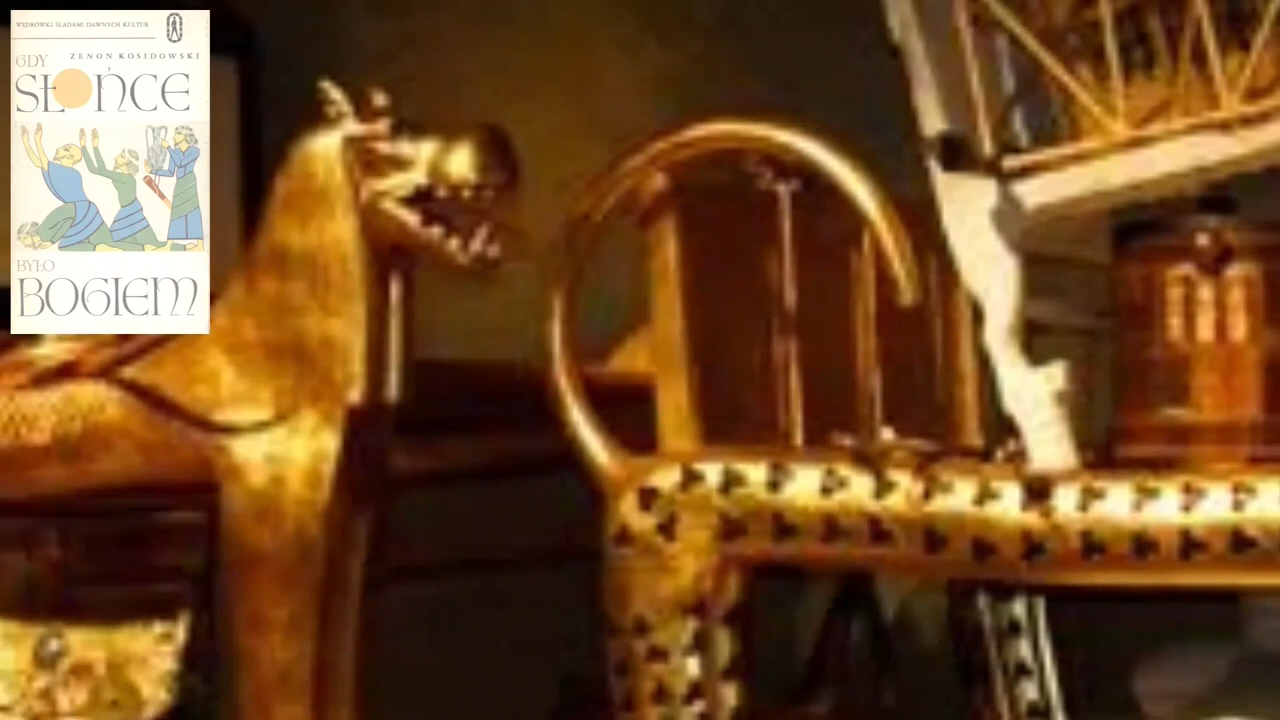 WĘDRÓWKI ŚLADAMI DAWNYCH KULTUR
ZENON KOSIDOWSKI
GDY
SŁOŃCE
BYŁO
BOGIEM